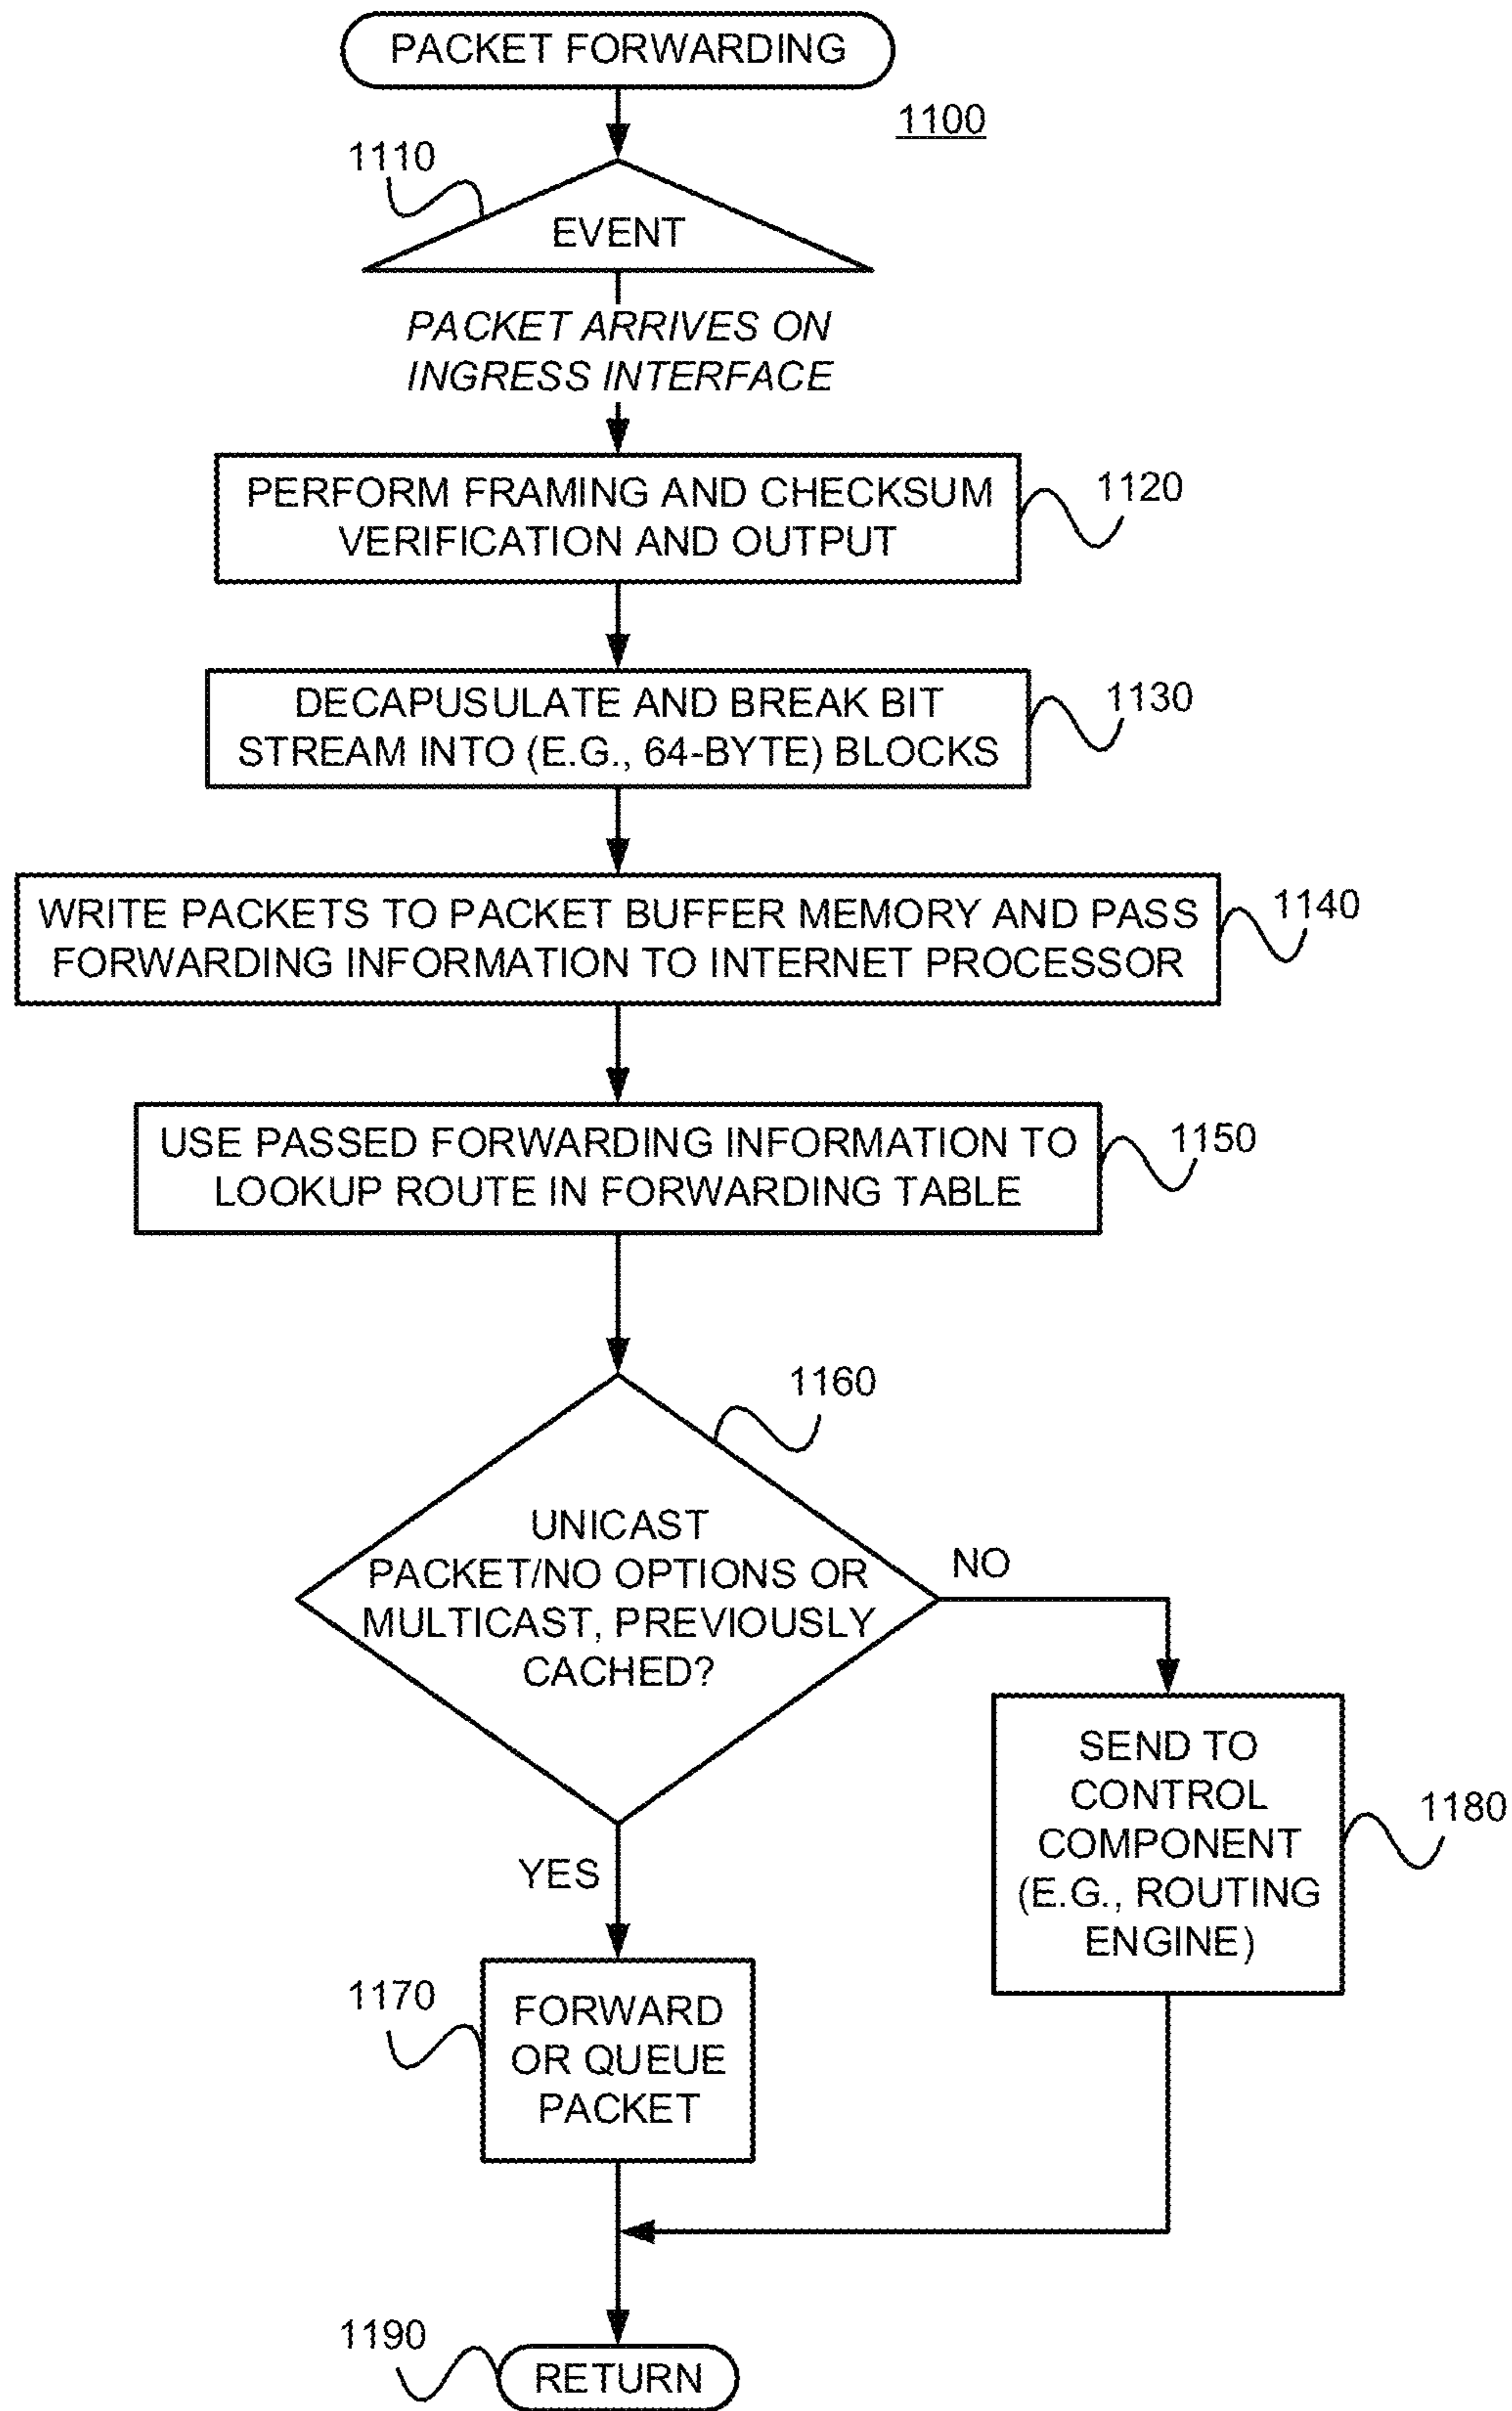 PACKET FORWARDING
1100
1110
EVENT
PACKET ARRIVES ON
INGRESS INTERFACE
PERFORM FRAMING AND CHECKSUM
VERIFICATION AND OUTPUT
1120
DECAPUSULATE AND BREAK BIT
STREAM INTO (E.G., 64-BYTE) BLOCKS
1130
WRITE PACKETS TO PACKET BUFFER MEMORY AND PASS
FORWARDING INFORMATION TO INTERNET PROCESSOR
1140
USE PASSED FORWARDING INFORMATION TO
LOOKUP ROUTE IN FORWARDING TABLE
1150
1160
UNICAST
PACKET/NO OPTIONS OR
MULTICAST, PREVIOUSLY
CACHED?
NO
YES
SEND TO
CONTROL
COMPONENT
(E.G., ROUTING
ENGINE)
1180
1170
FORWARD
OR QUEUE
PACKET
1190
RETURN